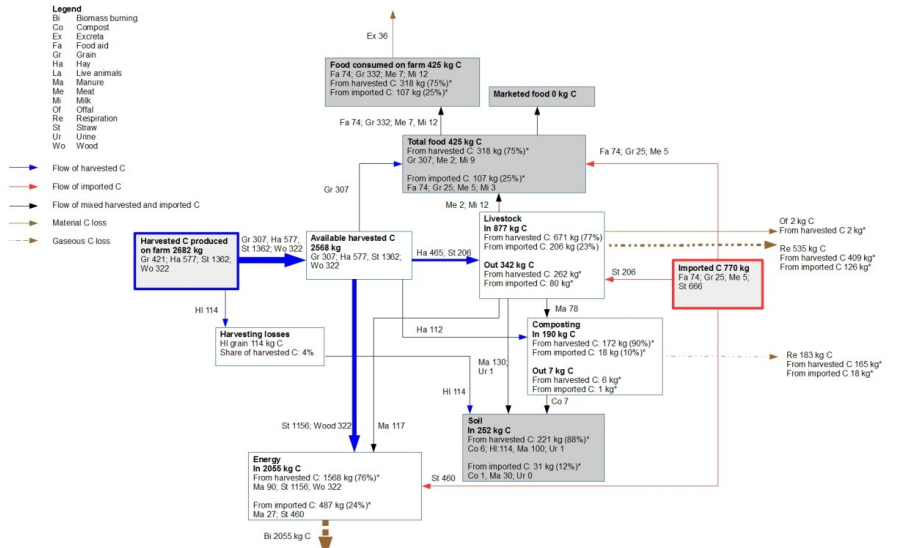 Legend
Bi Biomass burning
Co Compost
Ex Excreta
Fa Food aid
Gr Grain
Ha Hay
La Live animals
Ma Manure
Me Meat
Mi Milk
Of Offal
Re Respiration
St Straw
Ur Urine
Wo Wood
Flow of harvested C
Flow of imported C
Flow of mixed harvested and imported C
Material C loss
Gaseous C loss
Ex 36
Food consumed on farm 425 kg C
Fa 74; Gr 332; Me 7; Mi 12
From harvested C: 318 kg (75%)*
From imported C: 107 kg (25%)*
Marketed food 0 kg C
Fa 74; Gr 332; Me 7, Mi 12
Total food 425 kg C
From harvested C: 318 kg (75%)*
Gr 307; Me 2; Mi 9
From imported C: 107 kg (25%)*
Fa 74; Gr 25; Me 5; Mi 3
Fa 74; Gr 25; Me 5
Gr 307
Me 2; Mi 12
Harvested C produced
on farm 2682 kg
Gr 421; Ha 577; St 1362;
Wo 322
Gr 307, Ha 577;
St 1362; Wo 322
Available harvested C
2568 kg
Gr 307; Ha 577; St 1362;
Wo 322
Ha 465; St 206
Livestock
In 877 kg C
From harvested C: 671 kg (77%)
From imported C: 206 kg (23%)
Out 342 kg C
From harvested C: 262 kg*
From imported C: 80 kg*
Of 2 kg C
From harvested C 2 kg*
Re 535 kg C
From harvested C 409 kg*
From imported C 126 kg*
St 206
Imported C 770 kg
Fa 74; Gr 25; Me 5;
St 666
HI 114
Harvesting losses
HI grain 114 kg C
Share of harvested C: 4%
Ha 112
Ma 78
Composting
In 190 kg C
From harvested C: 172 kg (90%)*
From imported C: 18 kg (10%)*
Out 7 kg C
From harvested C: 6 kg*
From imported C: 1 kg*
Re 183 kg C
From harvested C 165 kg*
From imported C 18 kg*
Ma 130;
Ur 1
HI 114
Co 7
St 1156; Wood 322
Ma 117
Soil
In 252 kg C
From harvested C: 221 kg (88%)*
Co 6; HI:114, Ma 100; Ur 1
From imported C: 31 kg (12%)*
Co 1, Ma 30; Ur 0
Energy
In 2055 kg C
From harvested C: 1568 kg (76%)*
Ma 90; St 1156; Wo 322
From imported C: 487 kg (24%)*
Ma 27; St 460
St 460
Bi 2055 kg C